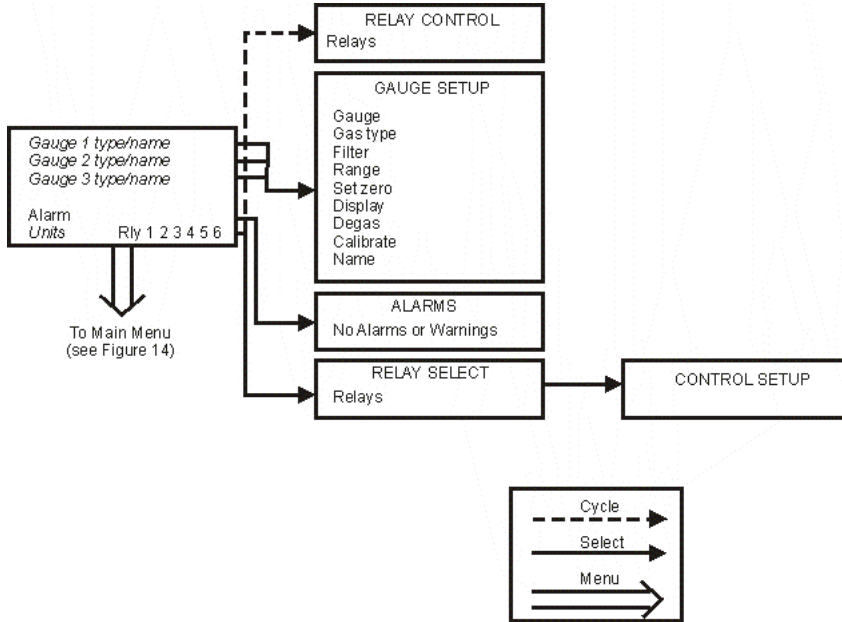 RELAY CONTROL
Relays
GAUGE SETUP
Gauge
Gas type
Filter
Range
Set zero
Display
Degas
Calibrate
Name
Gauge 1 type/name
Gauge 2 type/name
Gauge 3 type/name
Alarm
Units Rly 1 2 3 4 5 6
To Main Menu
(see Figure 14)
ALARMS
No Alarms or Warnings
RELAY SELECT
Relays
CONTROL SETUP
Cycle
Select
Menu